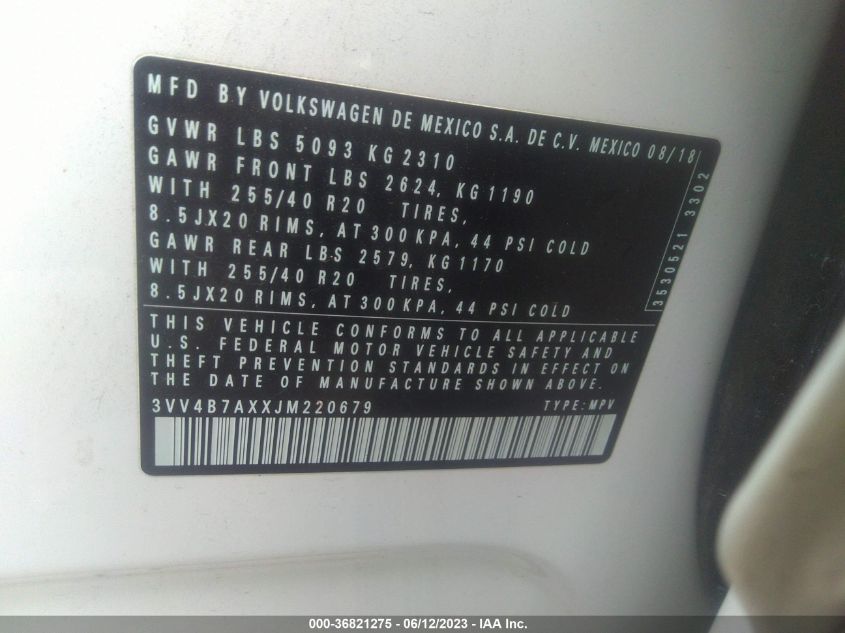 MFD BY VOLKSWAGEN DE MEXICO S.A. DE C.V. MEXICO 08/18
GVWR LBS 5093 KG 2310
GAWR FRONT LBS 2624, KG 1190
WITH 255/40 R20 TIRES,
8.5JX20 RIMS, AT 300KPA, 44 PSI COLD
GAWR REAR LBS 2579, KG 1170
WITH 255/40 R20 TIRES,
8.5JX20 RIMS, AT 300KPA, 44 PSI COLD
3530521 3302
THIS VEHICLE CONFORMS TO ALL APPLICABLE
U.S. FEDERAL MOTOR VEHICLE SAFETY AND
THEFT PREVENTION STANDARDS IN EFFECT ON
THE DATE OF MANUFACTURE SHOWN ABOVE.
3VV4B7AXXJM220679 TYPE: MPV
000-36821275 - 06/12/2023 - IAA Inc.